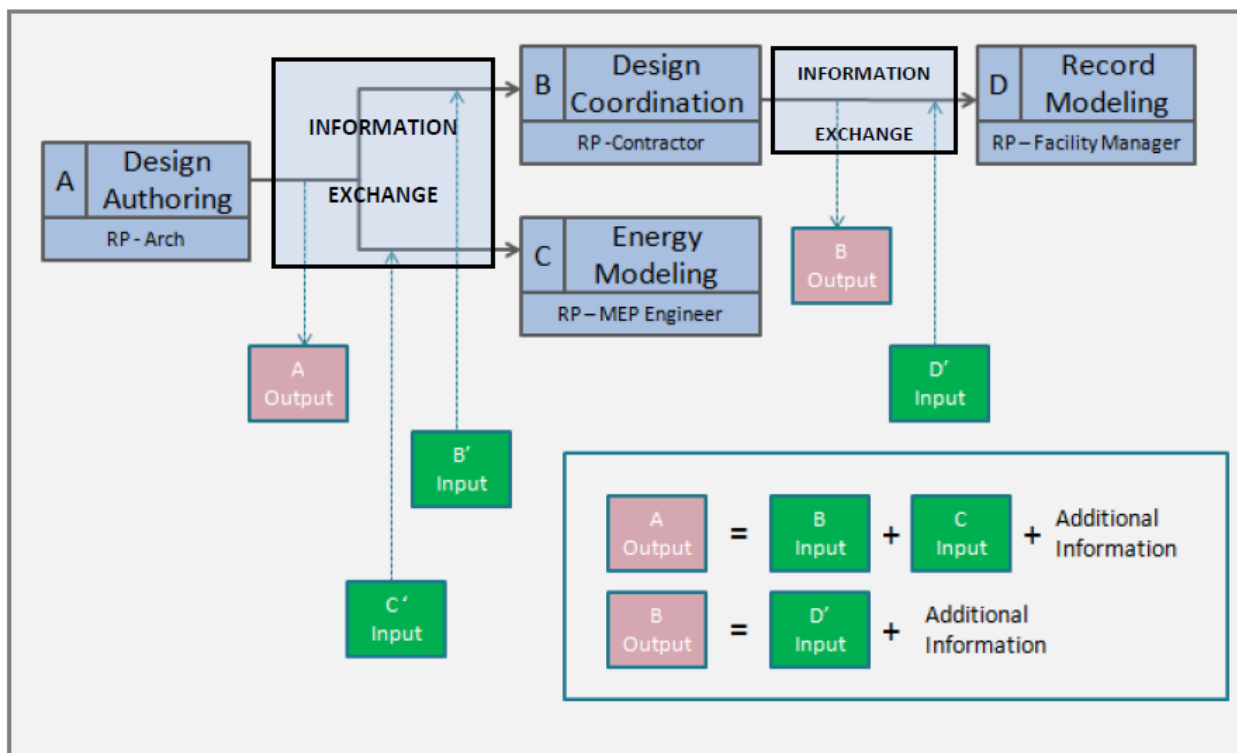 A
Design
Authoring
RP - Arch
INFORMATION
EXCHANGE
B
Design
Coordination
RP -Contractor
C
Energy
Modeling
RP – MEP Engineer
INFORMATION
EXCHANGE
D
Record
Modeling
RP – Facility Manager
A
Output
B′
Input
C ′
Input
B
Output
D′
Input
A
Output
=
B
Input
+
C
Input
+
Additional
Information
B
Output
=
D′
Input
+
Additional
Information